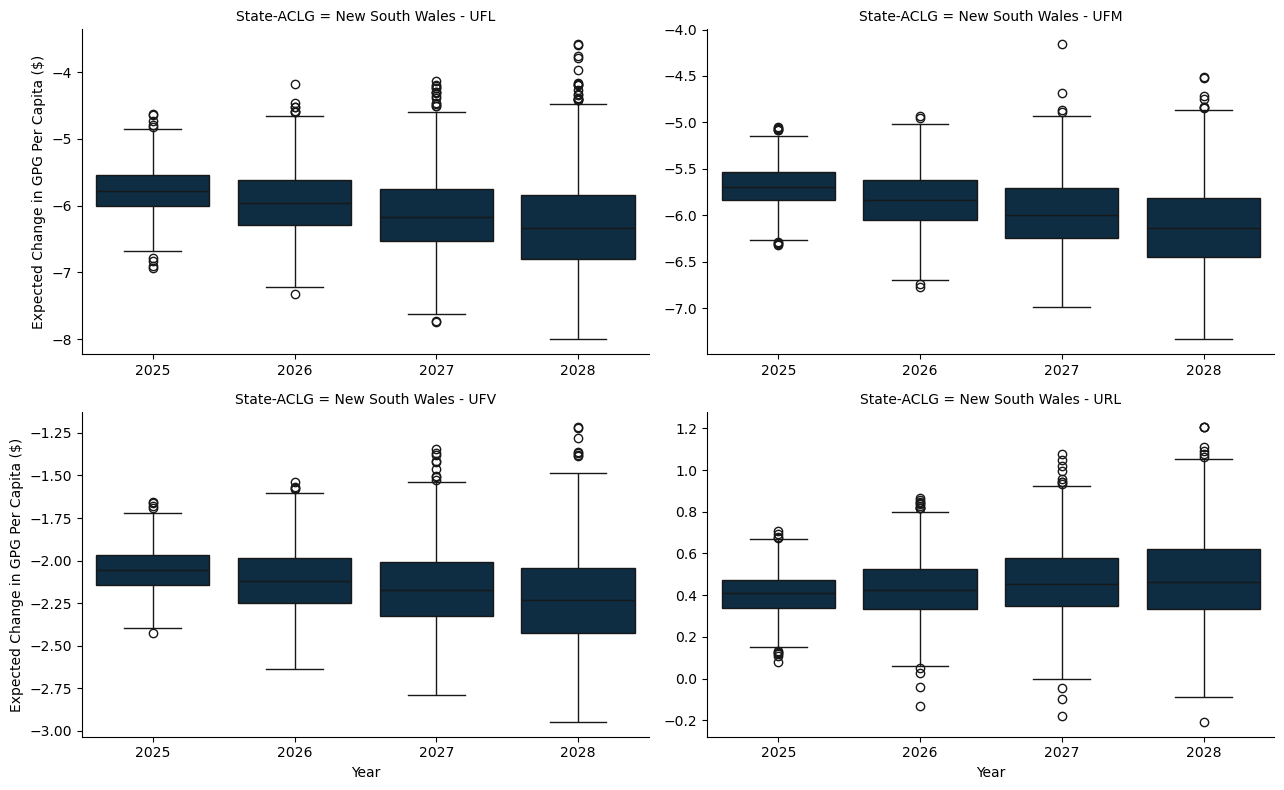 State-ACLG = New South Wales - UFL
Expected Change in GPG Per Capita ($)
−4
−5
−6
−7
−8
2025 2026 2027 2028
State-ACLG = New South Wales - UFM
−4.0
−4.5
−5.0
−5.5
−6.0
−6.5
−7.0
2025 2026 2027 2028
State-ACLG = New South Wales - UFV
Expected Change in GPG Per Capita ($)
−1.25
−1.50
−1.75
−2.00
−2.25
−2.50
−2.75
−3.00
2025 2026 2027 2028
Year
State-ACLG = New South Wales - URL
1.2
1.0
0.8
0.6
0.4
0.2
0.0
−0.2
2025 2026 2027 2028
Year